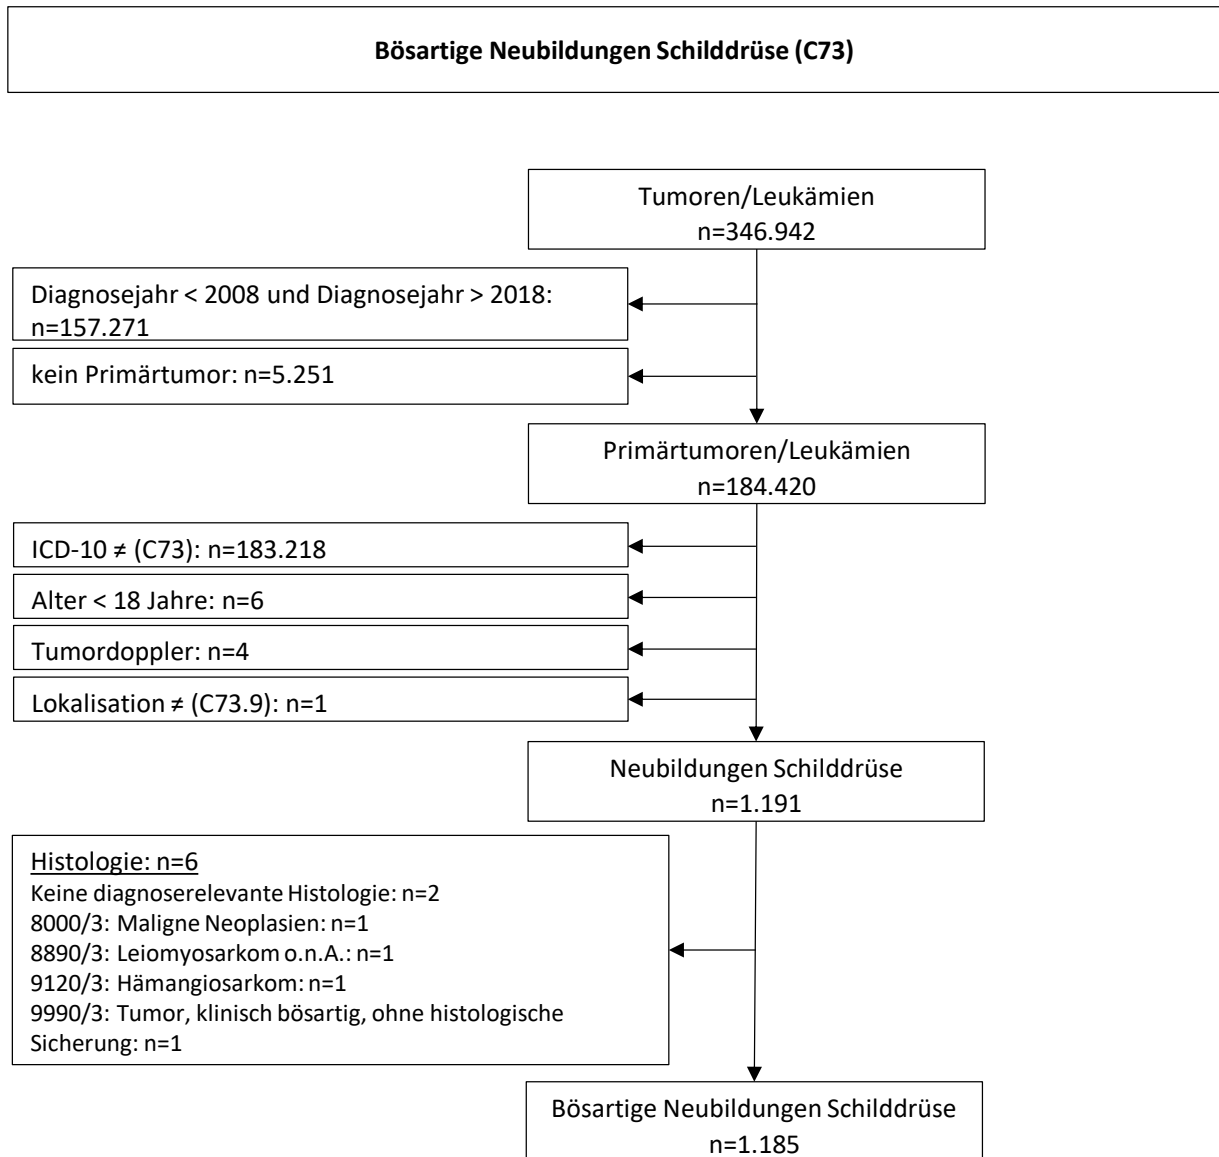 Bösartige Neubildungen Schilddrüse (C73)
Tumoren/Leukämien
n=346.942
Diagnosejahr < 2008 und Diagnosejahr > 2018:
n=157.271
kein Primärtumor: n=5.251
Primärtumoren/Leukämien
n=184.420
ICD-10 ≠ (C73): n=183.218
Alter < 18 Jahre: n=6
Tumordoppler: n=4
Lokalisation ≠ (C73.9): n=1
Neubildungen Schilddrüse
n=1.191
Histologie: n=6
Keine diagnoserelevante Histologie: n=2
8000/3: Maligne Neoplasien: n=1
8890/3: Leiomyosarkom o.n.A.: n=1
9120/3: Hämangiosarkom: n=1
9990/3: Tumor, klinisch bösartig, ohne histologische
Sicherung: n=1
Bösartige Neubildungen Schilddrüse
n=1.185